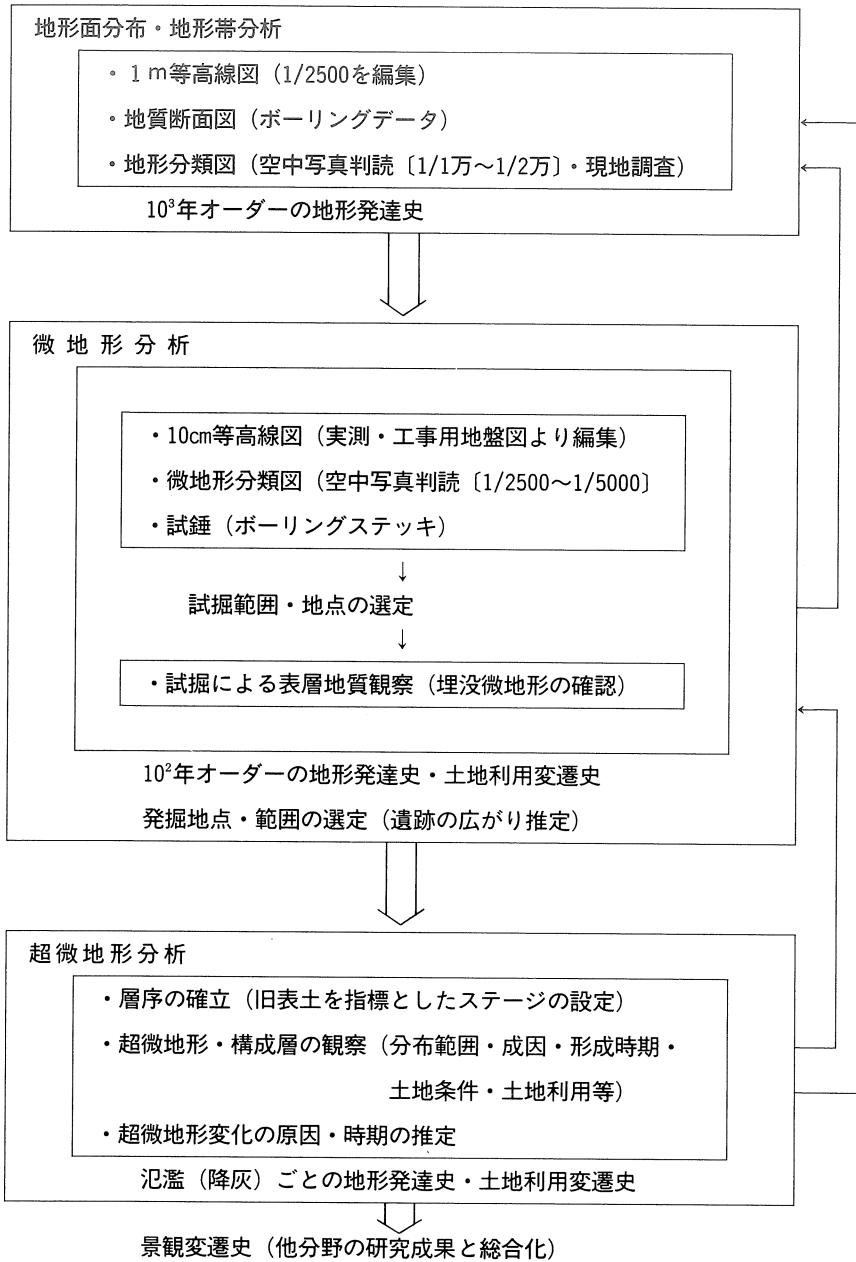 地形面分布・地形帯分析
・1m等高線図（1/2500を編集）
・地質断面図（ボーリングデータ）
・地形分類図（空中写真判読〔1/1万〜1/2万〕・現地調査）
10³年オーダーの地形発達史
微地形分析
・10cm等高線図（実測・工事用地盤図より編集）
・微地形分類図（空中写真判読〔1/2500〜1/5000〕
・試錘（ボーリングステッキ）
↓
試掘範囲・地点の選定
↓
・試掘による表層地質観察（埋没微地形の確認）
10²年オーダーの地形発達史・土地利用変遷史
発掘地点・範囲の選定（遺跡の広がり推定）
超微地形分析
・層序の確立（旧表土を指標としたステージの設定）
・超微地形・構成層の観察（分布範囲・成因・形成時期・
土地条件・土地利用等）
・超微地形変化の原因・時期の推定
氾濫（降灰）ごとの地形発達史・土地利用変遷史
景観変遷史（他分野の研究成果と総合化）